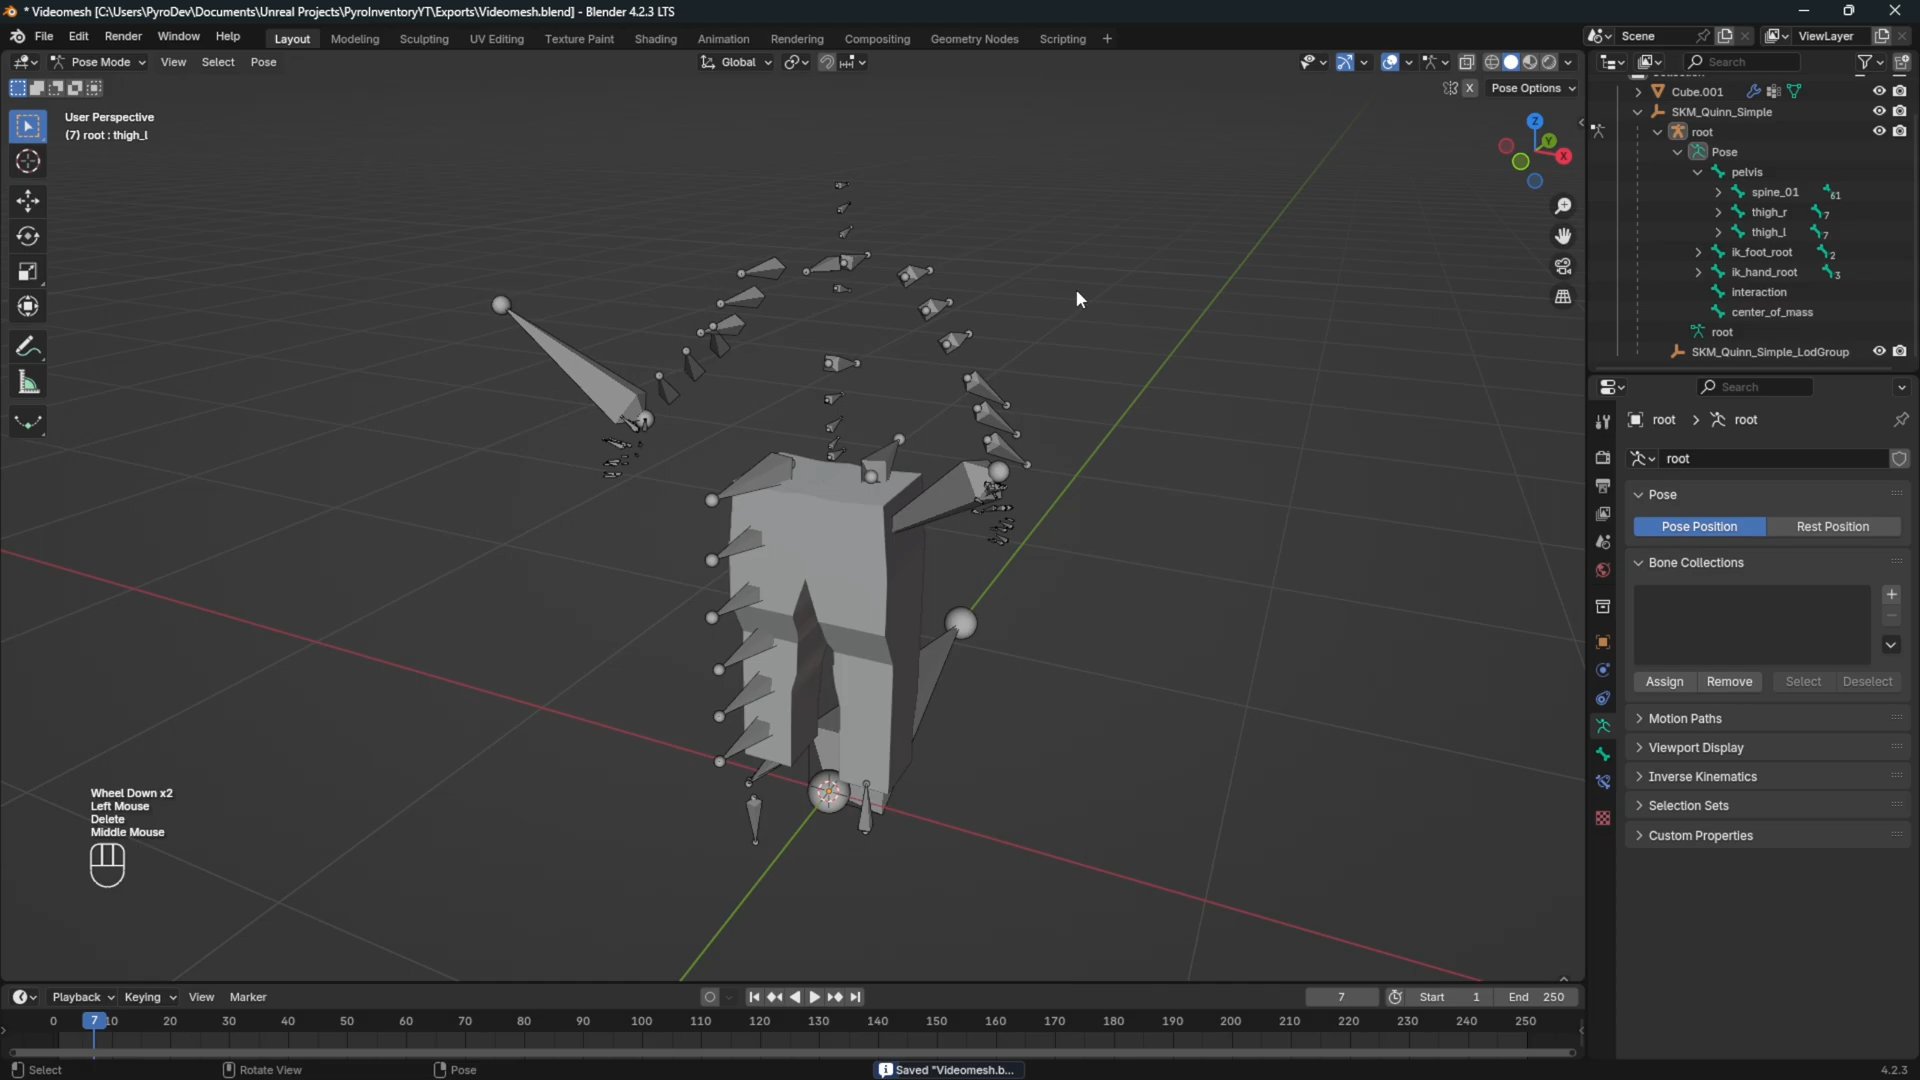 * Videomesh [C:\Users\PyroDev\Documents\Unreal Projects\PyroInventoryYT\Exports\Videomesh.blend] - Blender 4.2.3 LTS
File Edit Render Window Help Layout Modeling Sculpting UV Editing Texture Paint Shading Animation Rendering Compositing Geometry Nodes Scripting + Scene ViewLayer
Pose Mode View Select Pose Global Search
X Pose Options
User Perspective
(7) root : thigh_l
Z
Y
X
Cube.001
SKM_Quinn_Simple
root
Pose
pelvis
spine_01 61
thigh_r 7
thigh_l 7
ik_foot_root 2
ik_hand_root 3
interaction
center_of_mass
root
SKM_Quinn_Simple_LodGroup
Search
root > root
root
Pose
Pose Position Rest Position
Bone Collections
Assign Remove Select Deselect
Motion Paths
Viewport Display
Inverse Kinematics
Selection Sets
Custom Properties
Wheel Down x2
Left Mouse
Delete
Middle Mouse
Playback Keying View Marker 7 Start 1 End 250
0 7 10 20 30 40 50 60 70 80 90 100 110 120 130 140 150 160 170 180 190 200 210 220 230 240 250
Select Rotate View Pose Saved "Videomesh.b... 4.2.3